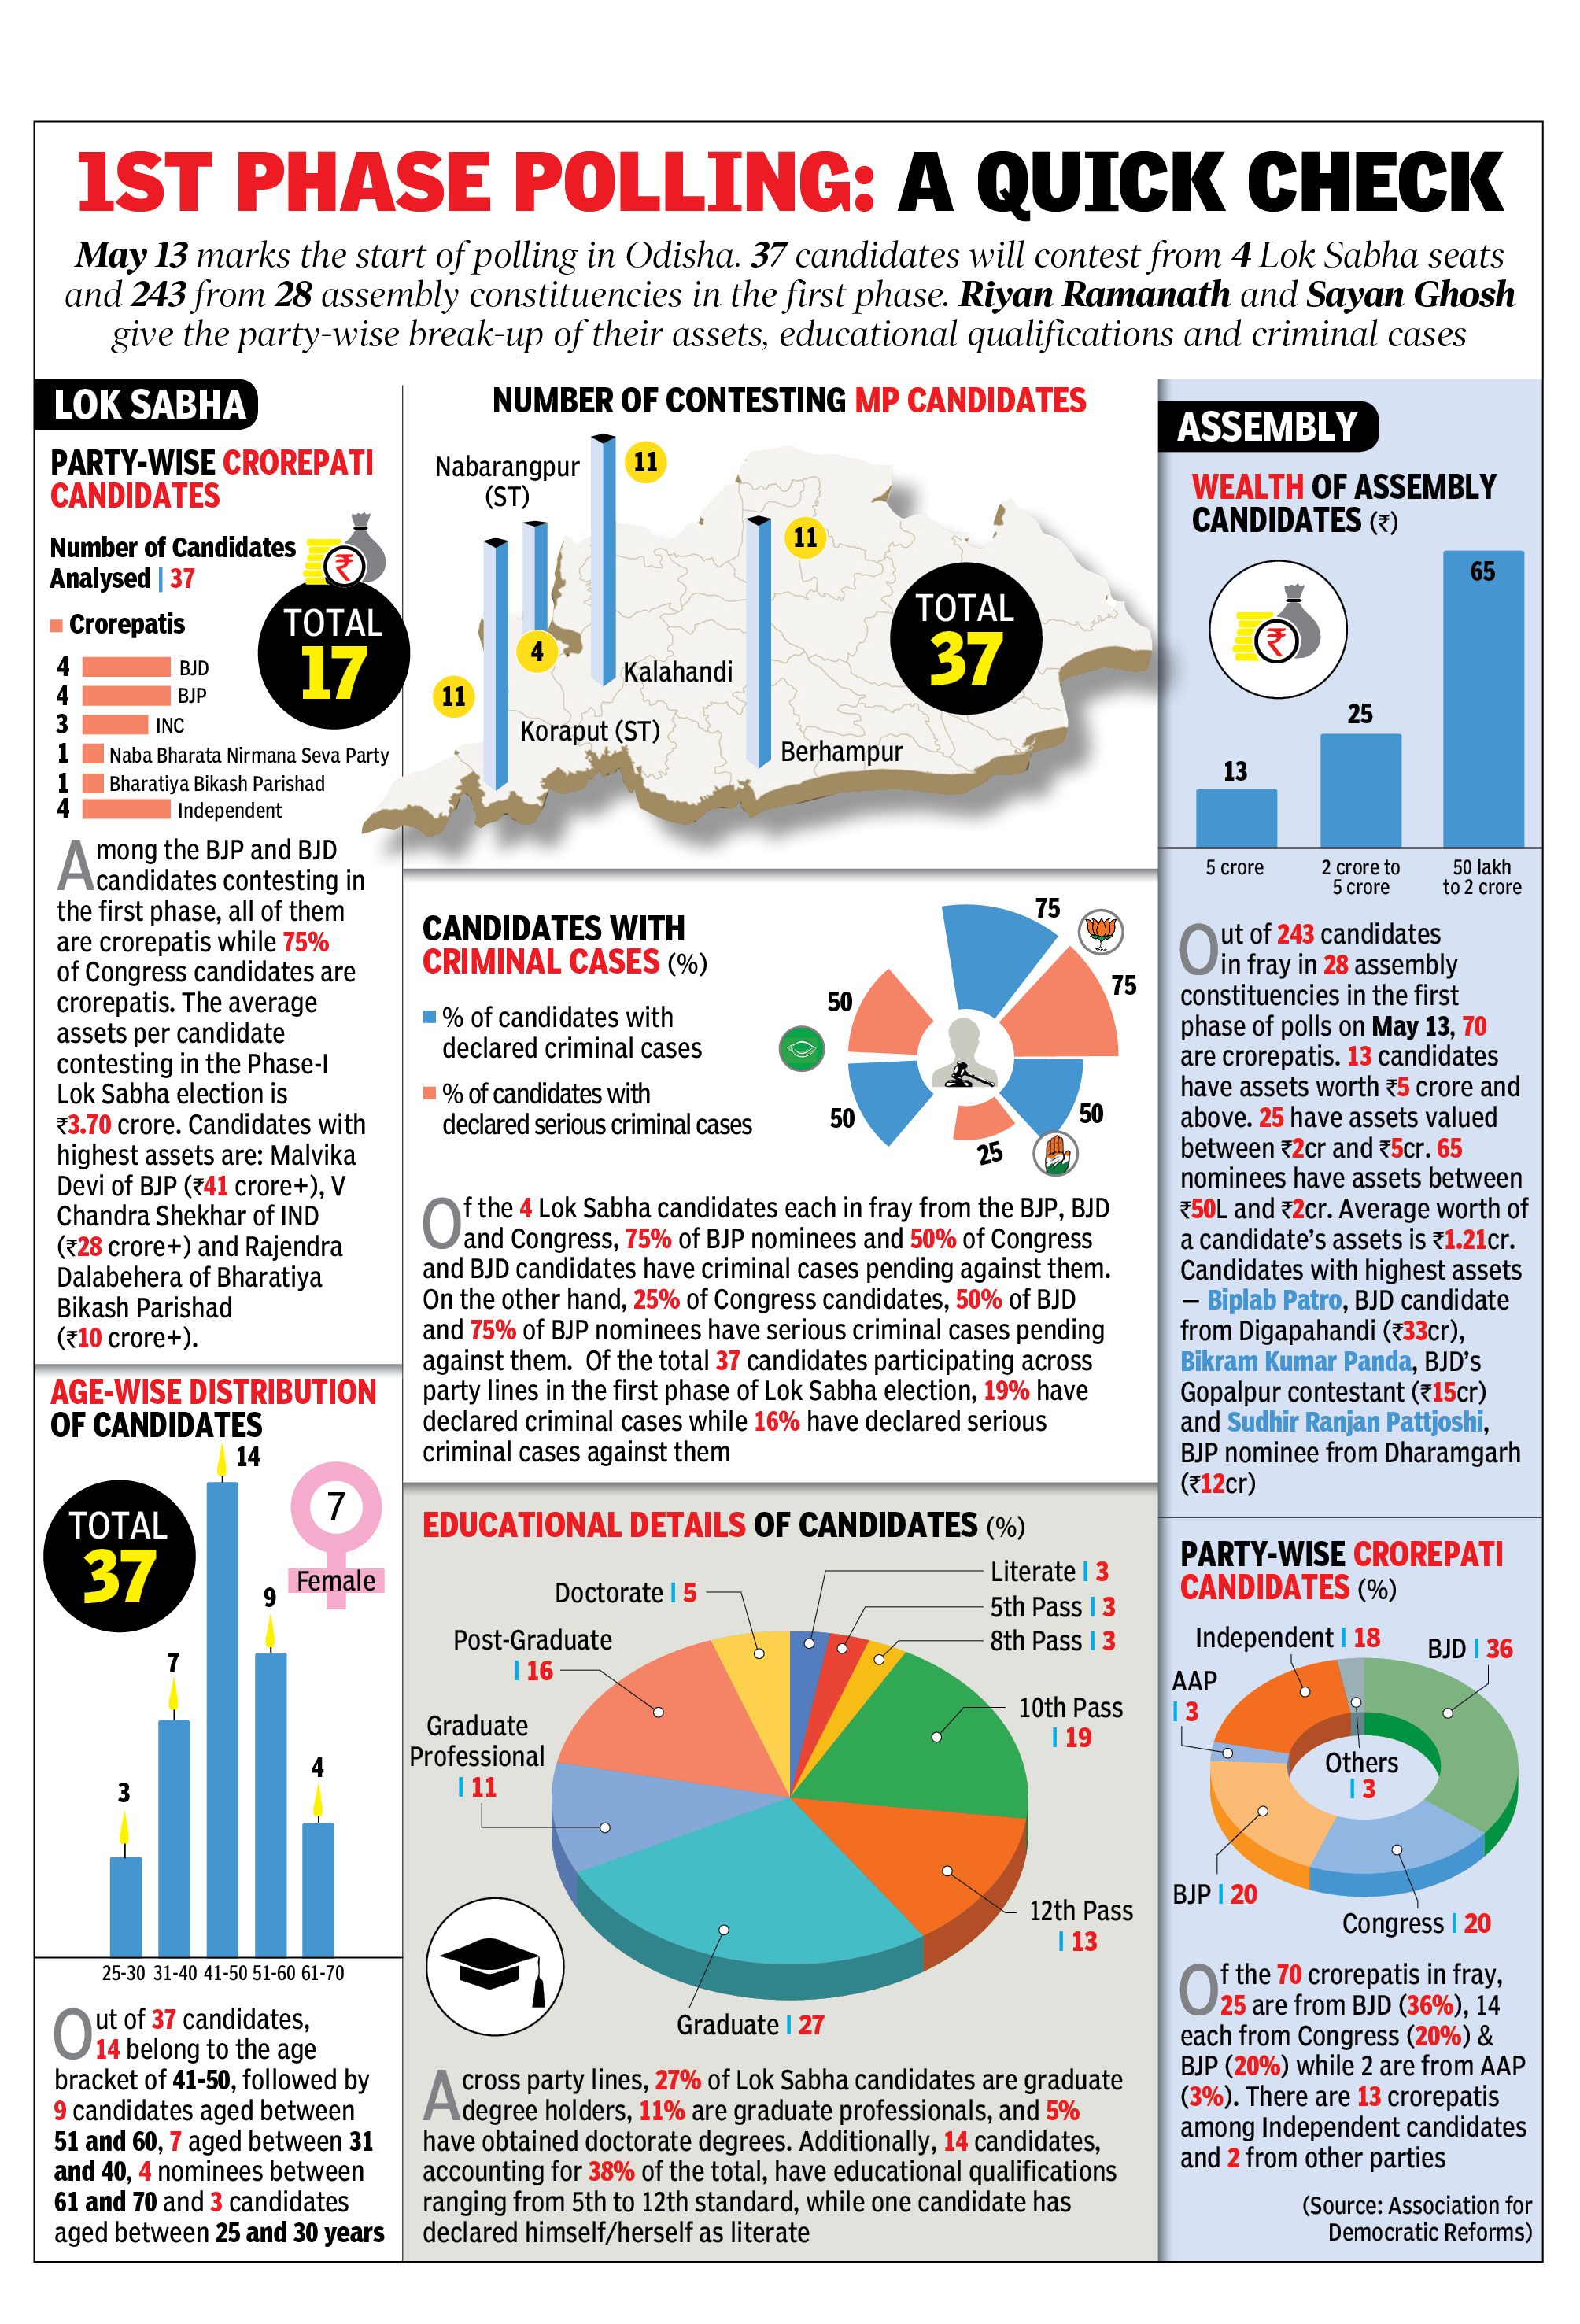 1ST PHASE POLLING: A QUICK CHECK
May 13 marks the start of polling in Odisha. 37 candidates will contest from 4 Lok Sabha seats
and 243 from 28 assembly constituencies in the first phase. Riyan Ramanath and Sayan Ghosh
give the party-wise break-up of their assets, educational qualifications and criminal cases
LOK SABHA
PARTY-WISE CROREPATI
CANDIDATES
Number of Candidates
Analysed | 37
Crorepatis
TOTAL
17
4 BJD
4 BJP
3 INC
1 Naba Bharata Nirmana Seva Party
1 Bharatiya Bikash Parishad
4 Independent
Among the BJP and BJD
candidates contesting in
the first phase, all of them
are crorepatis while 75%
of Congress candidates are
crorepatis. The average
assets per candidate
contesting in the Phase-I
Lok Sabha election is
₹3.70 crore. Candidates with
highest assets are: Malvika
Devi of BJP (₹41 crore+), V
Chandra Shekhar of IND
(₹28 crore+) and Rajendra
Dalabehera of Bharatiya
Bikash Parishad
(₹10 crore+).
AGE-WISE DISTRIBUTION
OF CANDIDATES
TOTAL
37
7
Female
3
7
14
9
4
25-30 31-40 41-50 51-60 61-70
Out of 37 candidates,
14 belong to the age
bracket of 41-50, followed by
9 candidates aged between
51 and 60, 7 aged between 31
and 40, 4 nominees between
61 and 70 and 3 candidates
aged between 25 and 30 years
NUMBER OF CONTESTING MP CANDIDATES
Nabarangpur
(ST)
11
11
4
11
Kalahandi
Koraput (ST)
Berhampur
TOTAL
37
CANDIDATES WITH
CRIMINAL CASES (%)
% of candidates with
declared criminal cases
% of candidates with
declared serious criminal cases
75
75
50
50
50
25
Of the 4 Lok Sabha candidates each in fray from the BJP, BJD
and Congress, 75% of BJP nominees and 50% of Congress
and BJD candidates have criminal cases pending against them.
On the other hand, 25% of Congress candidates, 50% of BJD
and 75% of BJP nominees have serious criminal cases pending
against them. Of the total 37 candidates participating across
party lines in the first phase of Lok Sabha election, 19% have
declared criminal cases while 16% have declared serious
criminal cases against them
EDUCATIONAL DETAILS OF CANDIDATES (%)
Literate | 3
5th Pass | 3
8th Pass | 3
10th Pass
| 19
12th Pass
| 13
Graduate | 27
Graduate
Professional
| 11
Post-Graduate
| 16
Doctorate | 5
Across party lines, 27% of Lok Sabha candidates are graduate
degree holders, 11% are graduate professionals, and 5%
have obtained doctorate degrees. Additionally, 14 candidates,
accounting for 38% of the total, have educational qualifications
ranging from 5th to 12th standard, while one candidate has
declared himself/herself as literate
ASSEMBLY
WEALTH OF ASSEMBLY
CANDIDATES (₹)
13
25
65
5 crore
2 crore to
5 crore
50 lakh
to 2 crore
Out of 243 candidates
in fray in 28 assembly
constituencies in the first
phase of polls on May 13, 70
are crorepatis. 13 candidates
have assets worth ₹5 crore and
above. 25 have assets valued
between ₹2cr and ₹5cr. 65
nominees have assets between
₹50L and ₹2cr. Average worth of
a candidate’s assets is ₹1.21cr.
Candidates with highest assets
— Biplab Patro, BJD candidate
from Digapahandi (₹33cr),
Bikram Kumar Panda, BJD’s
Gopalpur contestant (₹15cr)
and Sudhir Ranjan Pattjoshi,
BJP nominee from Dharamgarh
(₹12cr)
PARTY-WISE CROREPATI
CANDIDATES (%)
Independent | 18
BJD | 36
AAP
| 3
Others
| 3
BJP | 20
Congress | 20
Of the 70 crorepatis in fray,
25 are from BJD (36%), 14
each from Congress (20%) &
BJP (20%) while 2 are from AAP
(3%). There are 13 crorepatis
among Independent candidates
and 2 from other parties
(Source: Association for
Democratic Reforms)